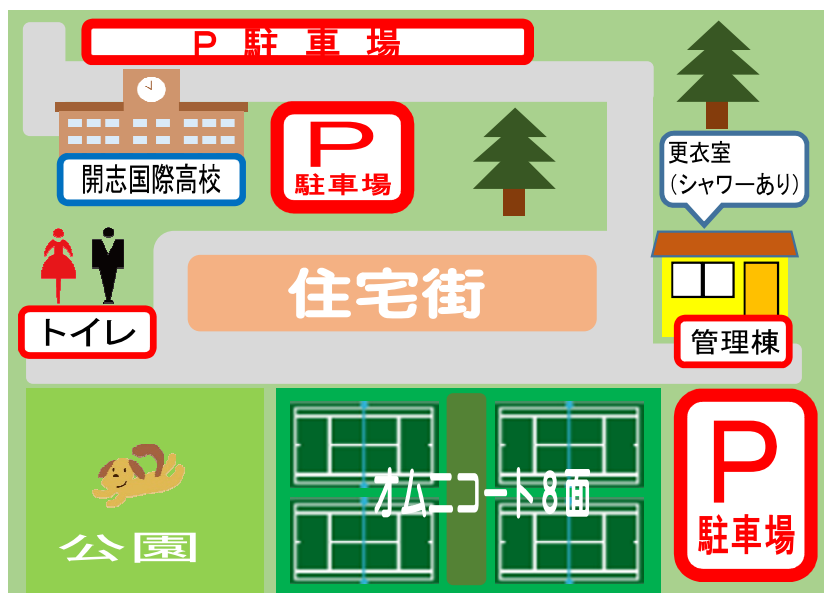 P 駐 車 場
開志国際高校
P
駐車場
更衣室
(シャワーあり)
トイレ
住宅街
管理棟
公園
オムニコート8面
P
駐車場